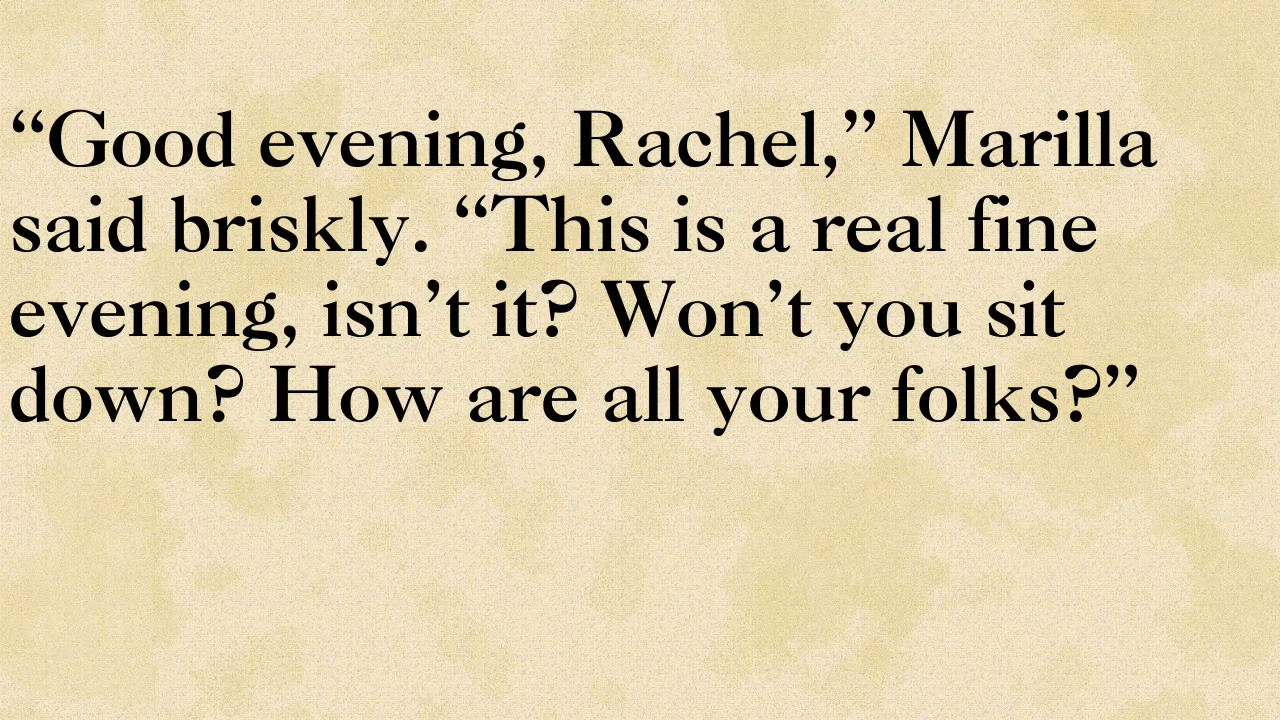 “Good evening, Rachel,” Marilla
said briskly. “This is a real fine
evening, isn’t it? Won’t you sit
down? How are all your folks?”